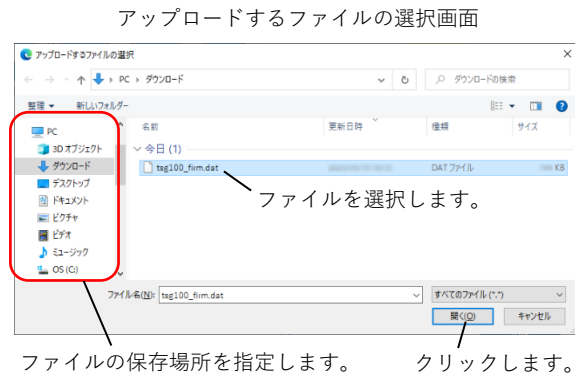 アップロードするファイルの選択画面
アップロードするファイルの選択
PC › ダウンロード
ダウンロードの検索
整理 新しいフォルダー
PC
3D オブジェクト
ダウンロード
デスクトップ
ドキュメント
ピクチャ
ビデオ
ミュージック
OS (C:)
名前 更新日時 種類 サイズ
今日 (1)
tsg100_firm.dat DAT ファイル KB
ファイルを選択します。
ファイル名(N): tsg100_firm.dat すべてのファイル (*.*)
開く(O) キャンセル
ファイルの保存場所を指定します。
クリックします。